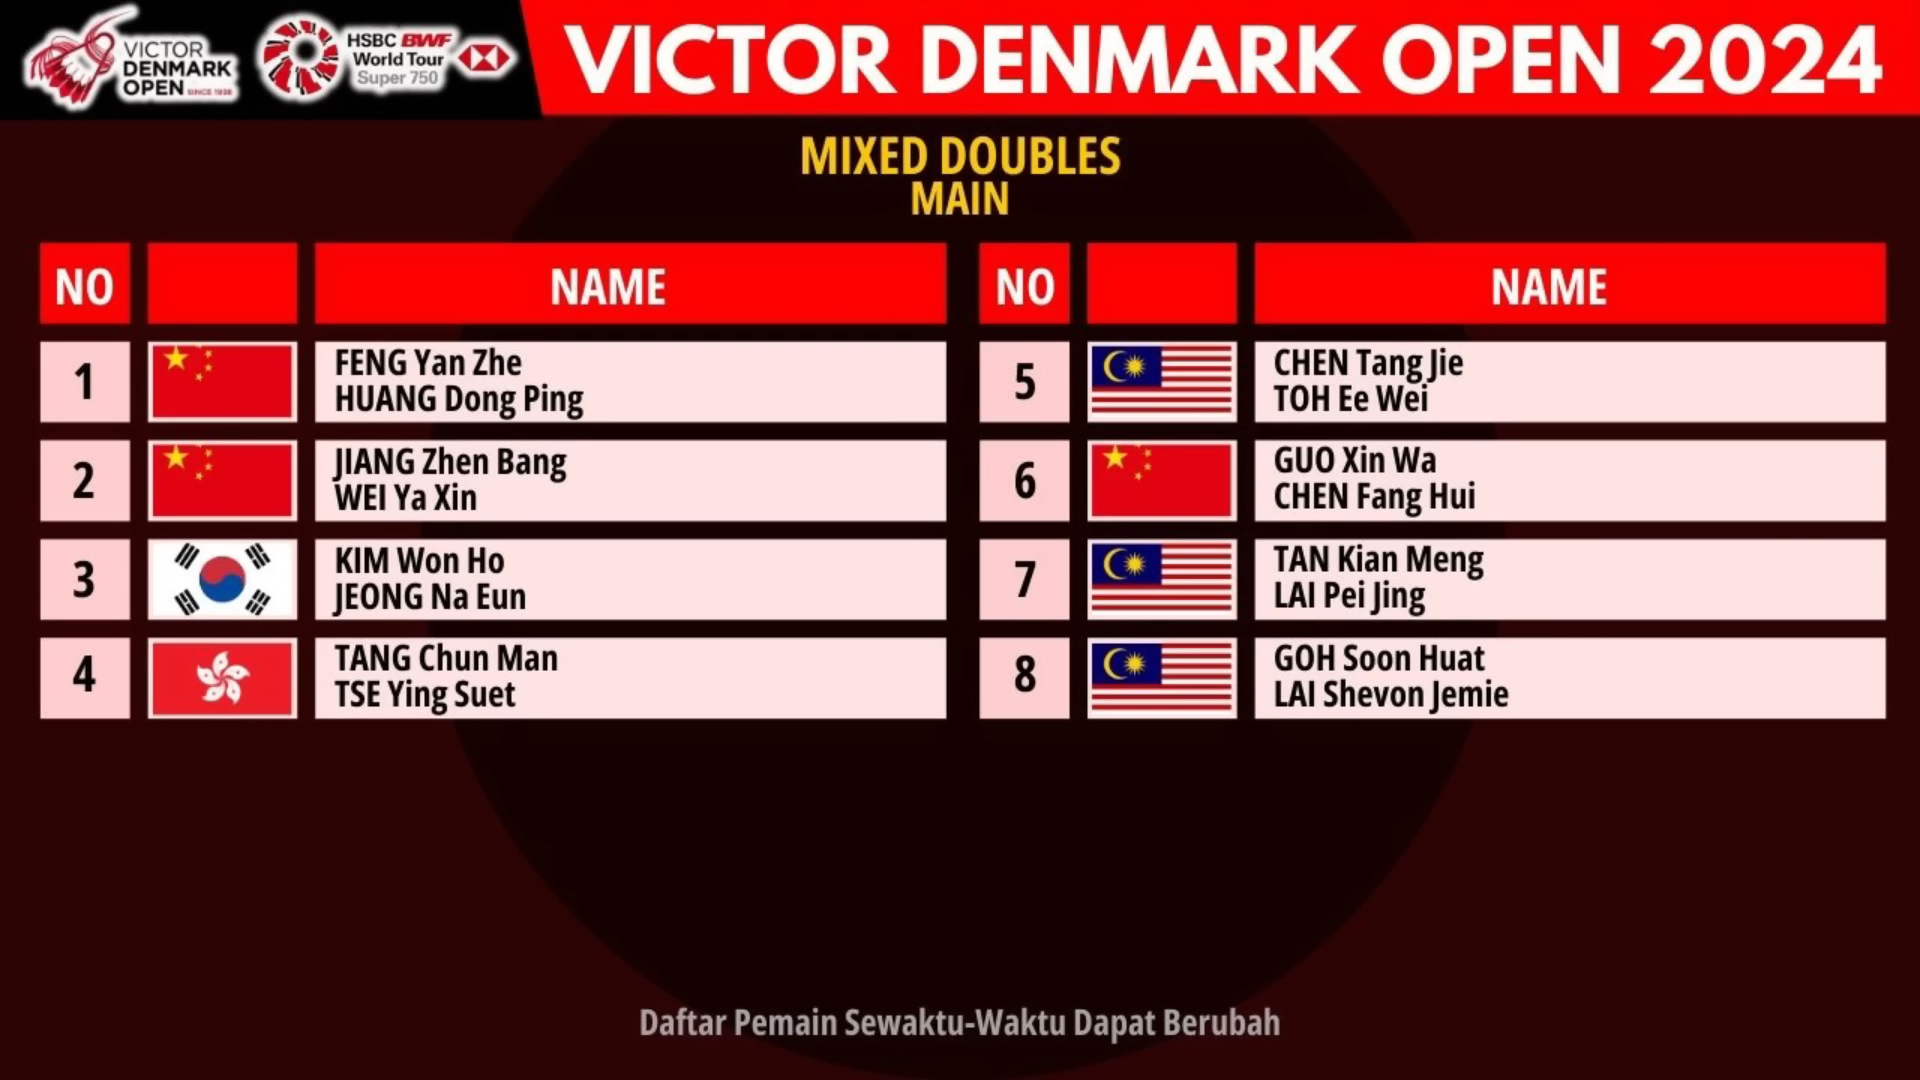 VICTOR
DENMARK
OPEN SINCE 1935
HSBC BWF
World Tour
Super 750
VICTOR DENMARK OPEN 2024
MIXED DOUBLES
MAIN
NO NAME
1 FENG Yan Zhe
HUANG Dong Ping
2 JIANG Zhen Bang
WEI Ya Xin
3 KIM Won Ho
JEONG Na Eun
4 TANG Chun Man
TSE Ying Suet
NO NAME
5 CHEN Tang Jie
TOH Ee Wei
6 GUO Xin Wa
CHEN Fang Hui
7 TAN Kian Meng
LAI Pei Jing
8 GOH Soon Huat
LAI Shevon Jemie
Daftar Pemain Sewaktu-Waktu Dapat Berubah